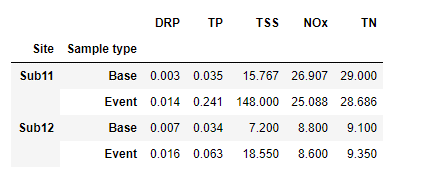 DRP TP TSS NOx TN
Site Sample type
Sub11 Base 0.003 0.035 15.767 26.907 29.000
Event 0.014 0.241 148.000 25.088 28.686
Sub12 Base 0.007 0.034 7.200 8.800 9.100
Event 0.016 0.063 18.550 8.600 9.350